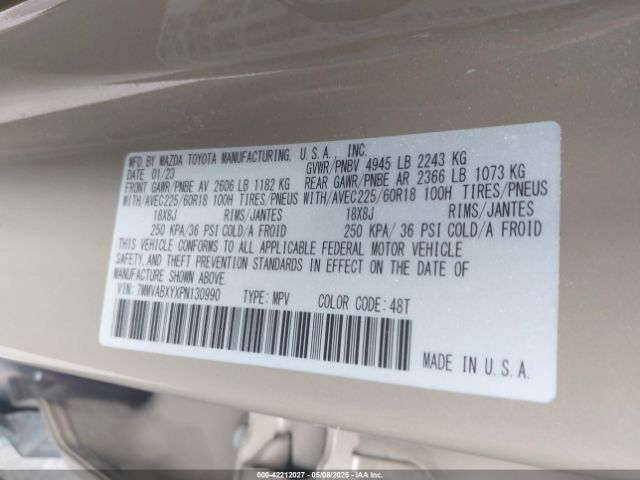 MFD. BY MAZDA TOYOTA MANUFACTURING, U.S.A., INC.
DATE 01/23 GVWR/PNBV 4945 LB 2243 KG
FRONT GAWR/PNBE AV 2606 LB 1182 KG REAR GAWR/PNBE AR 2366 LB 1073 KG
WITH/AVEC225/60R18 100H TIRES/PNEUS WITH/AVEC225/60R18 100H TIRES/PNEUS
18X8J RIMS/JANTES 18X8J RIMS/JANTES
250 KPA/36 PSI COLD/A FROID 250 KPA/36 PSI COLD/A FROID
THIS VEHICLE CONFORMS TO ALL APPLICABLE FEDERAL MOTOR VEHICLE
SAFETY AND THEFT PREVENTION STANDARDS IN EFFECT ON THE DATE OF
MANUFACTURE SHOWN ABOVE.
VIN: 7MMVABXYXPN130990 TYPE: MPV COLOR CODE: 48T
MADE IN U.S.A.
000-42212027 - 05/08/2025 - ©IAA Holdings, LLC